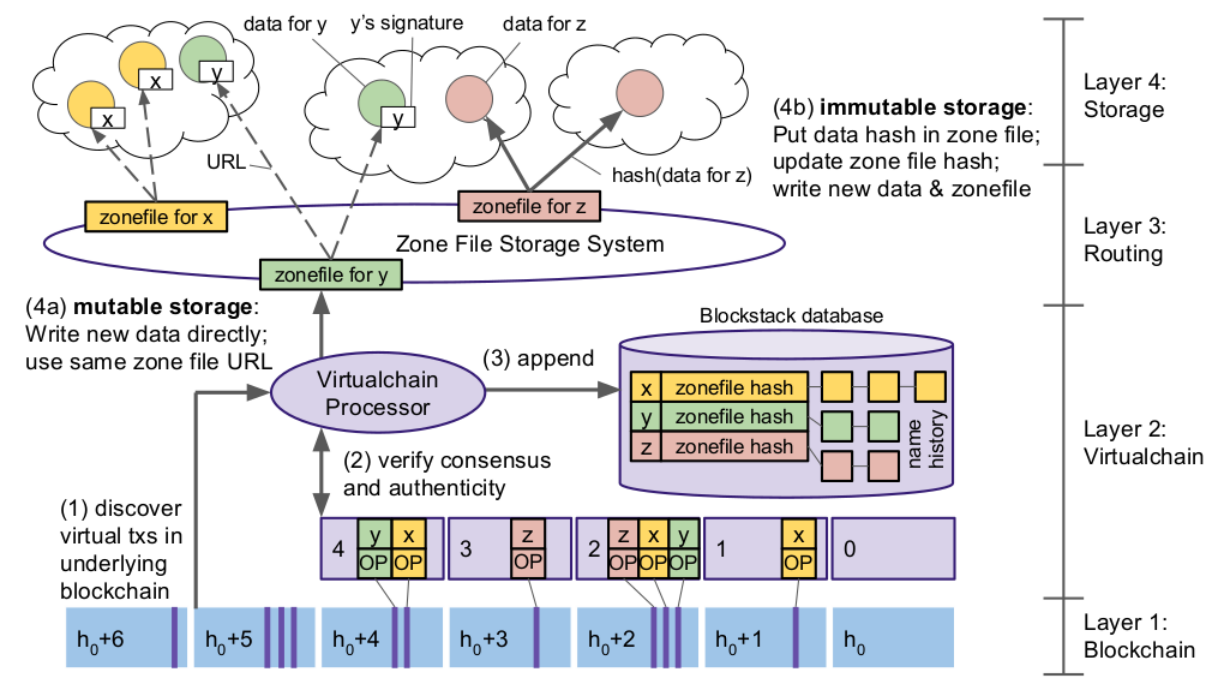 data for y
y's signature
data for z
x
x
y
y
URL
hash(data for z)
(4b) immutable storage:
Put data hash in zone file;
update zone file hash;
write new data & zonefile
Layer 4:
Storage
zonefile for x
zonefile for z
Zone File Storage System
zonefile for y
Layer 3:
Routing
(4a) mutable storage:
Write new data directly;
use same zone file URL
Virtualchain
Processor
(3) append
Blockstack database
x zonefile hash
y zonefile hash
z zonefile hash
name
history
Layer 2:
Virtualchain
(2) verify consensus
and authenticity
(1) discover
virtual txs in
underlying
blockchain
4 y x 3 z 2 z x y 1 x 0
OP OP OP OP OP OP OP
h0+6 h0+5 h0+4 h0+3 h0+2 h0+1 h0
Layer 1:
Blockchain